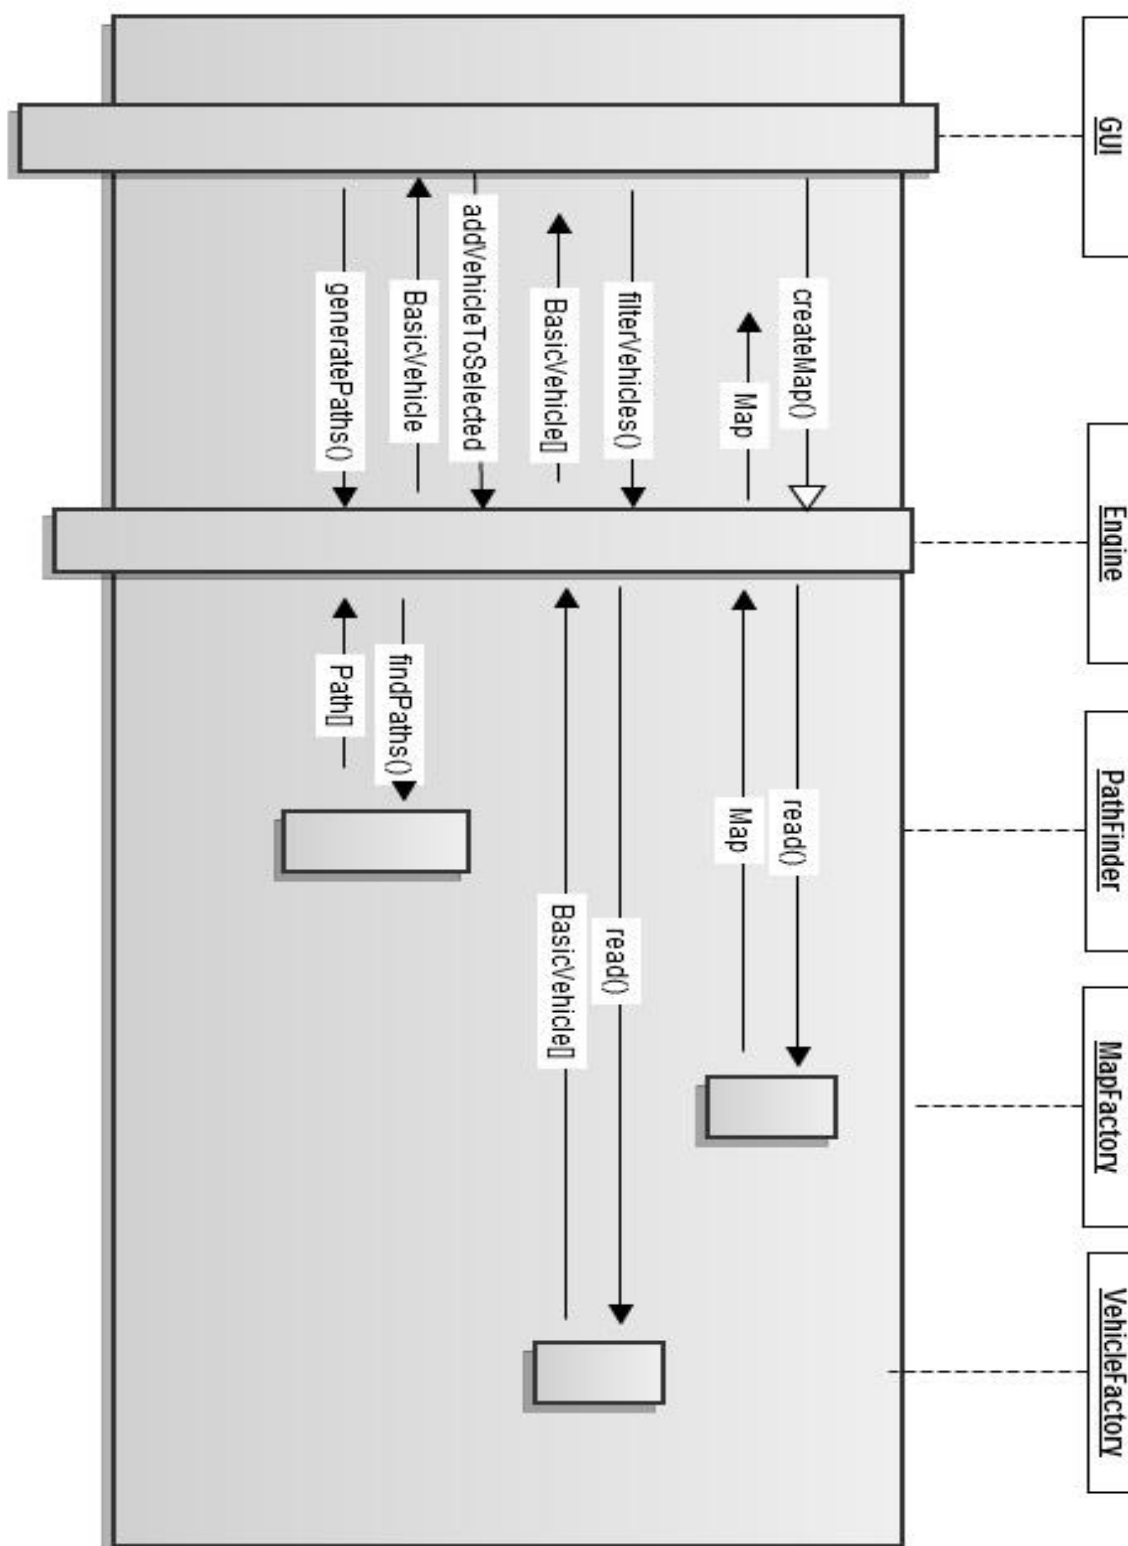 GUI
Engine
PathFinder
MapFactory
VehicleFactory
createMap()
read()
Map
Map
filterVehicles()
read()
BasicVehicle[]
BasicVehicle[]
addVehicleToSelected
BasicVehicle
findPaths()
generatePaths()
Path[]